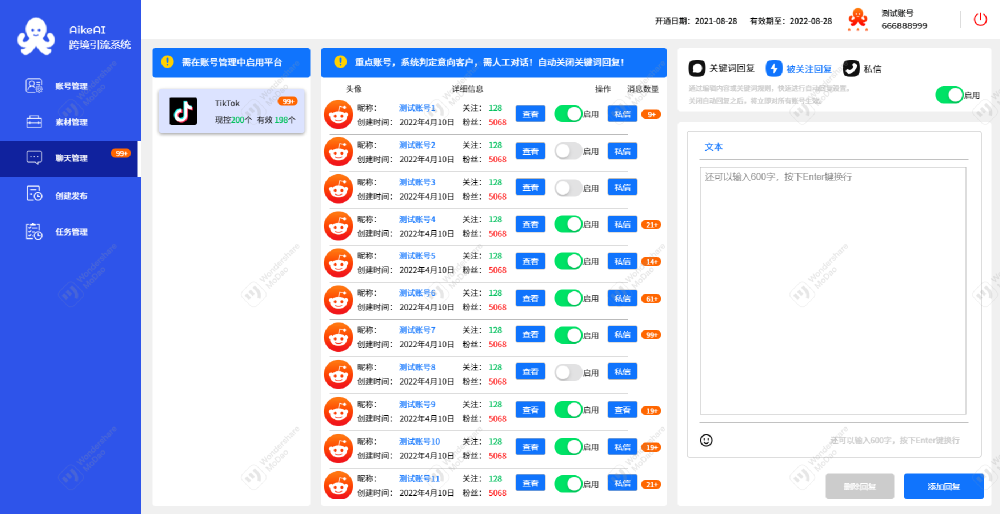 AikeAI
跨境引流系统
账号管理
素材管理
聊天管理
99+
创建发布
任务管理
开通日期：2021-08-28 有效期至：2022-08-28
测试账号
666888999
需在账号管理中启用平台
TikTok
99+
现控200个 有效 198个
重点账号，系统判定意向客户，需人工对话！自动关闭关键词回复！
头像 详细信息 操作 消息数量
昵称： 测试账号1 关注： 128
创建时间： 2022年4月10日 粉丝： 5068
查看 启用 私信 9+
昵称： 测试账号2 关注： 128
创建时间： 2022年4月10日 粉丝： 5068
查看 启用 私信
昵称： 测试账号3 关注： 128
创建时间： 2022年4月10日 粉丝： 5068
查看 启用 私信
昵称： 测试账号4 关注： 128
创建时间： 2022年4月10日 粉丝： 5068
查看 启用 私信 21+
昵称： 测试账号5 关注： 128
创建时间： 2022年4月10日 粉丝： 5068
查看 启用 私信 14+
昵称： 测试账号6 关注： 128
创建时间： 2022年4月10日 粉丝： 5068
查看 启用 私信 61+
昵称： 测试账号7 关注： 128
创建时间： 2022年4月10日 粉丝： 5068
查看 启用 私信 99+
昵称： 测试账号8 关注： 128
创建时间： 2022年4月10日 粉丝： 5068
查看 启用 私信
昵称： 测试账号9 关注： 128
创建时间： 2022年4月10日 粉丝： 5068
查看 启用 查看 19+
昵称： 测试账号10 关注： 128
创建时间： 2022年4月10日 粉丝： 5068
查看 启用 私信 19+
昵称： 测试账号11 关注： 128
创建时间： 2022年4月10日 粉丝： 5068
查看 启用 私信 21+
关键词回复 被关注回复 私信
关闭自动回复之后，将立即对所有账号生效。
启用
文本
还可以输入600字，按下Enter键换行
还可以输入600字，按下Enter键换行
删除回复 添加回复
Wondershare
MoDao